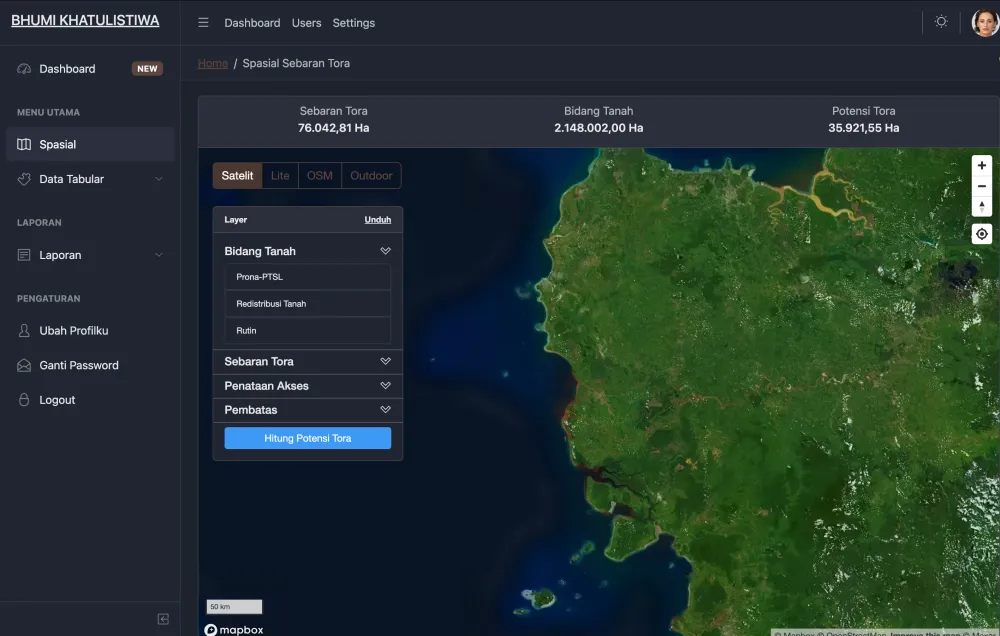 BHUMI KHATULISTIWA
Dashboard Users Settings
Dashboard NEW
Home / Spasial Sebaran Tora
MENU UTAMA
Spasial
Data Tabular
LAPORAN
Laporan
PENGATURAN
Ubah Profilku
Ganti Password
Logout
Sebaran Tora
76.042,81 Ha
Bidang Tanah
2.148.002,00 Ha
Potensi Tora
35.921,55 Ha
Satelit Lite OSM Outdoor
Layer Unduh
Bidang Tanah
Prona-PTSL
Redistribusi Tanah
Rutin
Sebaran Tora
Penataan Akses
Pembatas
Hitung Potensi Tora
50 km
mapbox
© Mapbox © OpenStreetMap Improve this map ©